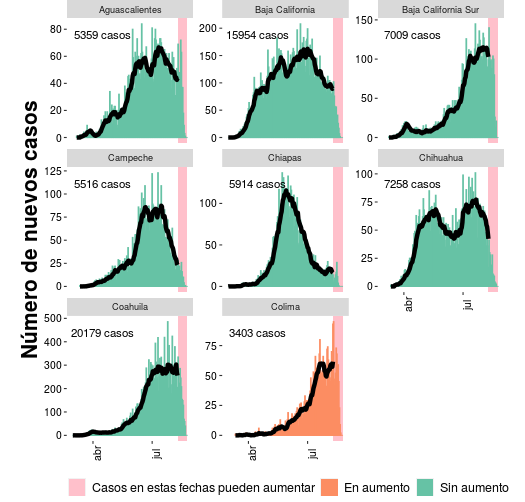 Aguascalientes
Baja California
Baja California Sur
5359 casos
15954 casos
7009 casos
80
60
40
20
0
200
150
100
50
0
150
100
50
0
Campeche
Chiapas
Chihuahua
5516 casos
5914 casos
7258 casos
125
100
75
50
25
0
100
50
0
100
75
50
25
0
Coahuila
Colima
20179 casos
3403 casos
500
400
300
200
100
0
75
50
25
0
abr
jul
abr
jul
abr
jul
Número de nuevos casos
Casos en estas fechas pueden aumentar
En aumento
Sin aumento